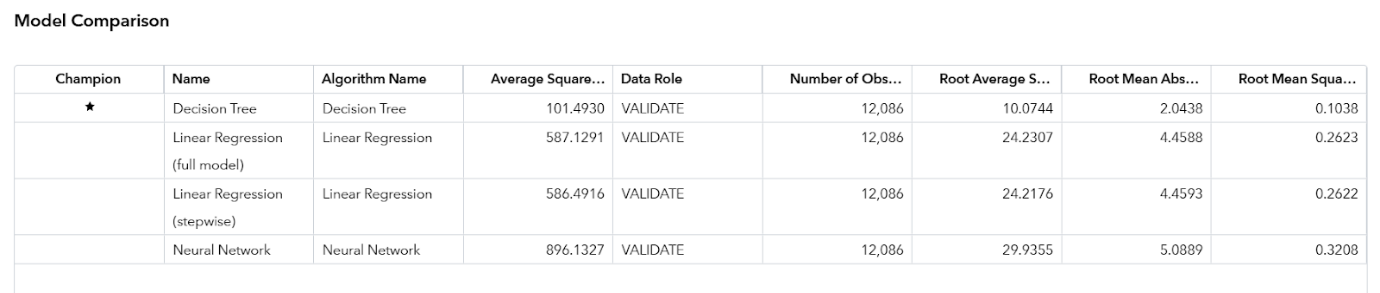 Model Comparison
Champion Name Algorithm Name Average Square... Data Role Number of Obs... Root Average S... Root Mean Abs... Root Mean Squa...
★ Decision Tree Decision Tree 101.4930 VALIDATE 12,086 10.0744 2.0438 0.1038
Linear Regression Linear Regression 587.1291 VALIDATE 12,086 24.2307 4.4588 0.2623
(full model)
Linear Regression Linear Regression 586.4916 VALIDATE 12,086 24.2176 4.4593 0.2622
(stepwise)
Neural Network Neural Network 896.1327 VALIDATE 12,086 29.9355 5.0889 0.3208